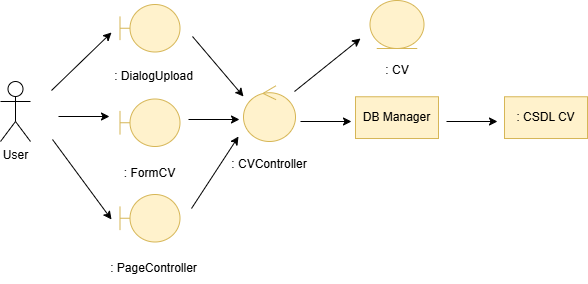 : DialogUpload
: CV
DB Manager
: CSDL CV
User
: FormCV
: CVController
: PageController